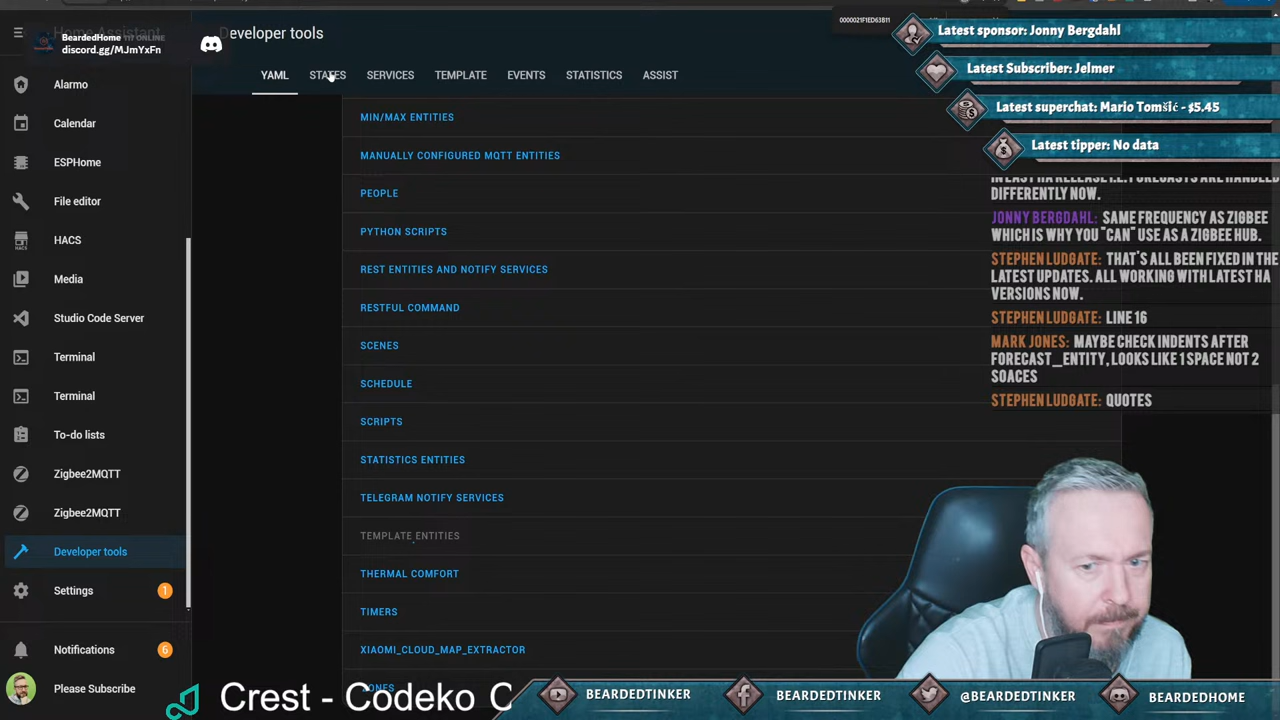 Developer tools
BeardedHome 117 ONLINE
discord.gg/MJmYxFn
0000021F1ED63B11
Latest sponsor: Jonny Bergdahl
Latest Subscriber: Jelmer
Latest superchat: Mario Tomšić - $5.45
Latest tipper: No data
YAML
STATES
SERVICES
TEMPLATE
EVENTS
STATISTICS
ASSIST
Alarmo
Calendar
ESPHome
File editor
HACS
Media
Studio Code Server
Terminal
Terminal
To-do lists
Zigbee2MQTT
Zigbee2MQTT
Developer tools
Settings 1
Notifications 6
Please Subscribe
MIN/MAX ENTITIES
MANUALLY CONFIGURED MQTT ENTITIES
PEOPLE
PYTHON SCRIPTS
REST ENTITIES AND NOTIFY SERVICES
RESTFUL COMMAND
SCENES
SCHEDULE
SCRIPTS
STATISTICS ENTITIES
TELEGRAM NOTIFY SERVICES
TEMPLATE ENTITIES
THERMAL COMFORT
TIMERS
XIAOMI_CLOUD_MAP_EXTRACTOR
ZONES
DIFFERENTLY NOW.
JONNY BERGDAHL: SAME FREQUENCY AS ZIGBEE
WHICH IS WHY YOU "CAN" USE AS A ZIGBEE HUB.
STEPHEN LUDGATE: THAT'S ALL BEEN FIXED IN THE
LATEST UPDATES. ALL WORKING WITH LATEST HA
VERSIONS NOW.
STEPHEN LUDGATE: LINE 16
MARK JONES: MAYBE CHECK INDENTS AFTER
FORECAST_ENTITY, LOOKS LIKE 1 SPACE NOT 2
SOACES
STEPHEN LUDGATE: QUOTES
Crest - Codeko C
BEARDEDTINKER
BEARDEDTINKER
@BEARDEDTINKER
BEARDEDHOME